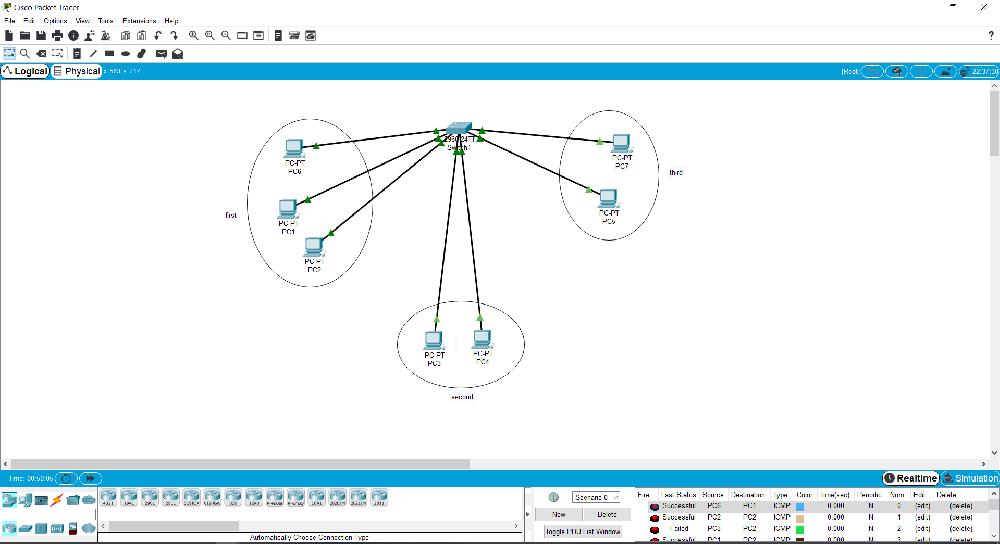 Cisco Packet Tracer
File Edit Options View Tools Extensions Help
Logical Physical x: 563, y: 717 [Root] 22:37:30
2960-24TT
Switch1
PC-PT
PC6
PC-PT
PC1
PC-PT
PC2
first
PC-PT
PC7
PC-PT
PC5
third
PC-PT
PC3
PC-PT
PC4
second
Time: 00:50:05 Realtime Simulation
4321 1941 2901 2911 819IOX 819HGW 829 1240 PT-Router PT-Empty 1841 2620XM 2621XM 2811
Automatically Choose Connection Type
Scenario 0
New Delete
Toggle PDU List Window
Fire Last Status Source Destination Type Color Time(sec) Periodic Num Edit Delete
Successful PC6 PC1 ICMP 0.000 N 0 (edit) (delete)
Successful PC2 PC2 ICMP 0.000 N 1 (edit) (delete)
Failed PC3 PC2 ICMP 0.000 N 2 (edit) (delete)
Successful PC1 PC2 ICMP 0.000 N 3 (edit) (delete)